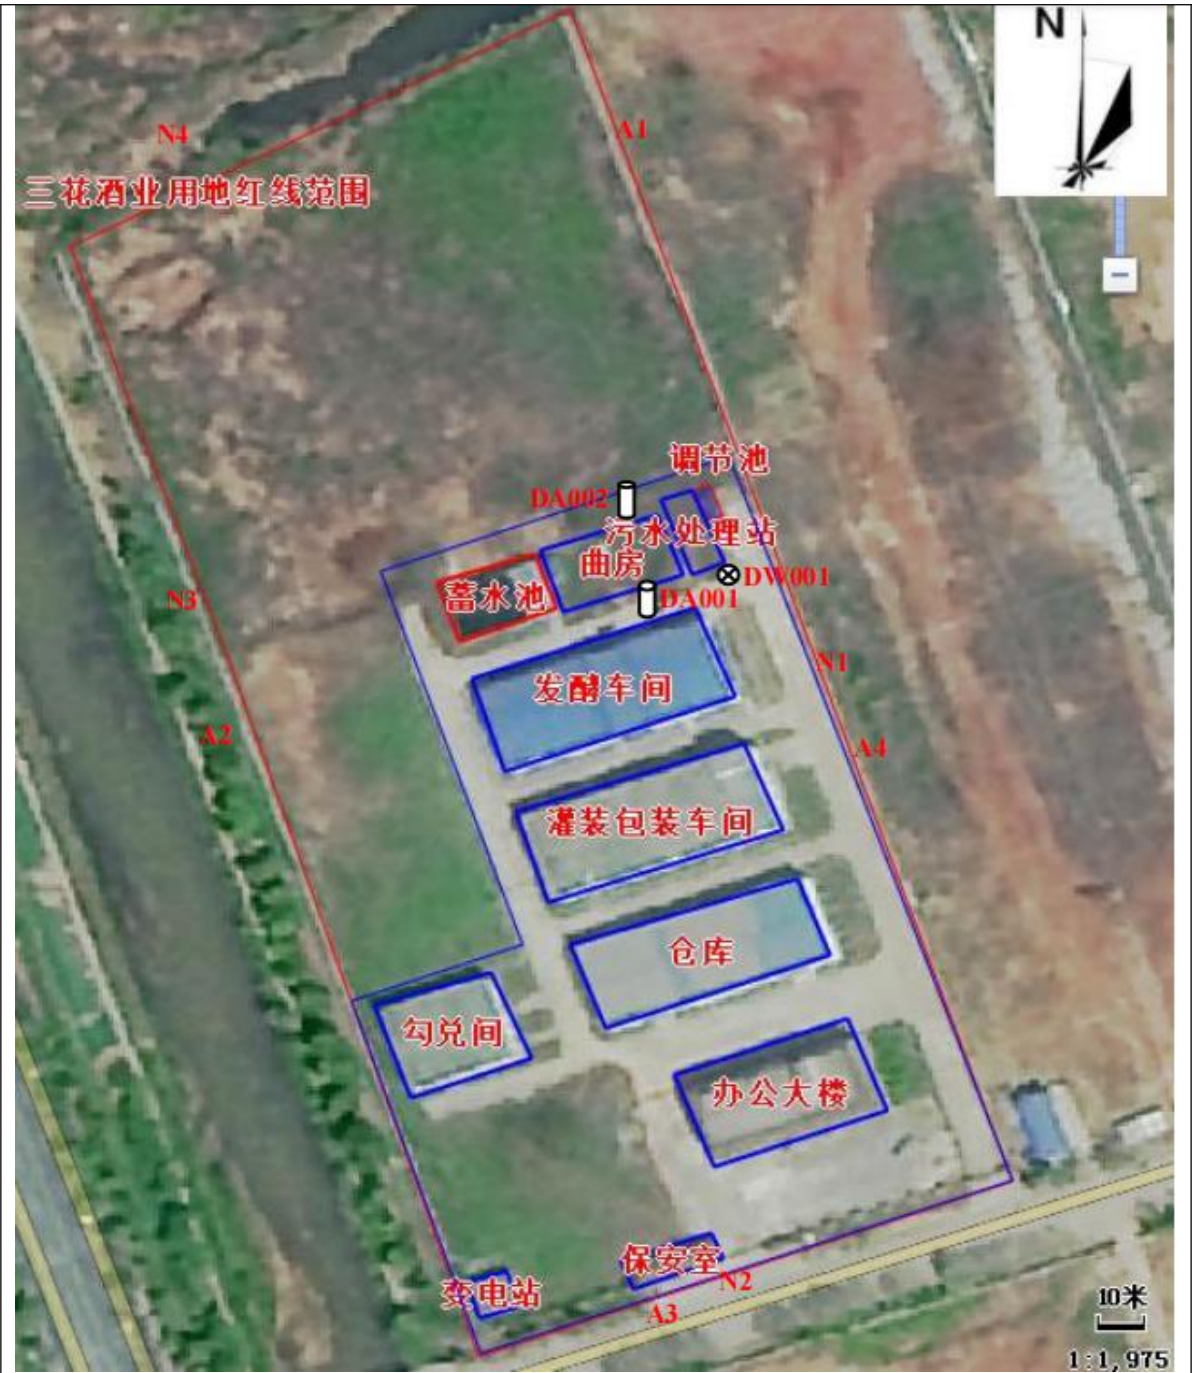 N
N4
A1
三花酒业用地红线范围
调节池
DA002
污水处理站
曲房
DW001
蓄水池
DA001
N3
发酵车间
N1
A2
A4
灌装包装车间
仓库
勾兑间
办公大楼
保安室
N2
变电站
A3
10米
1:1,975